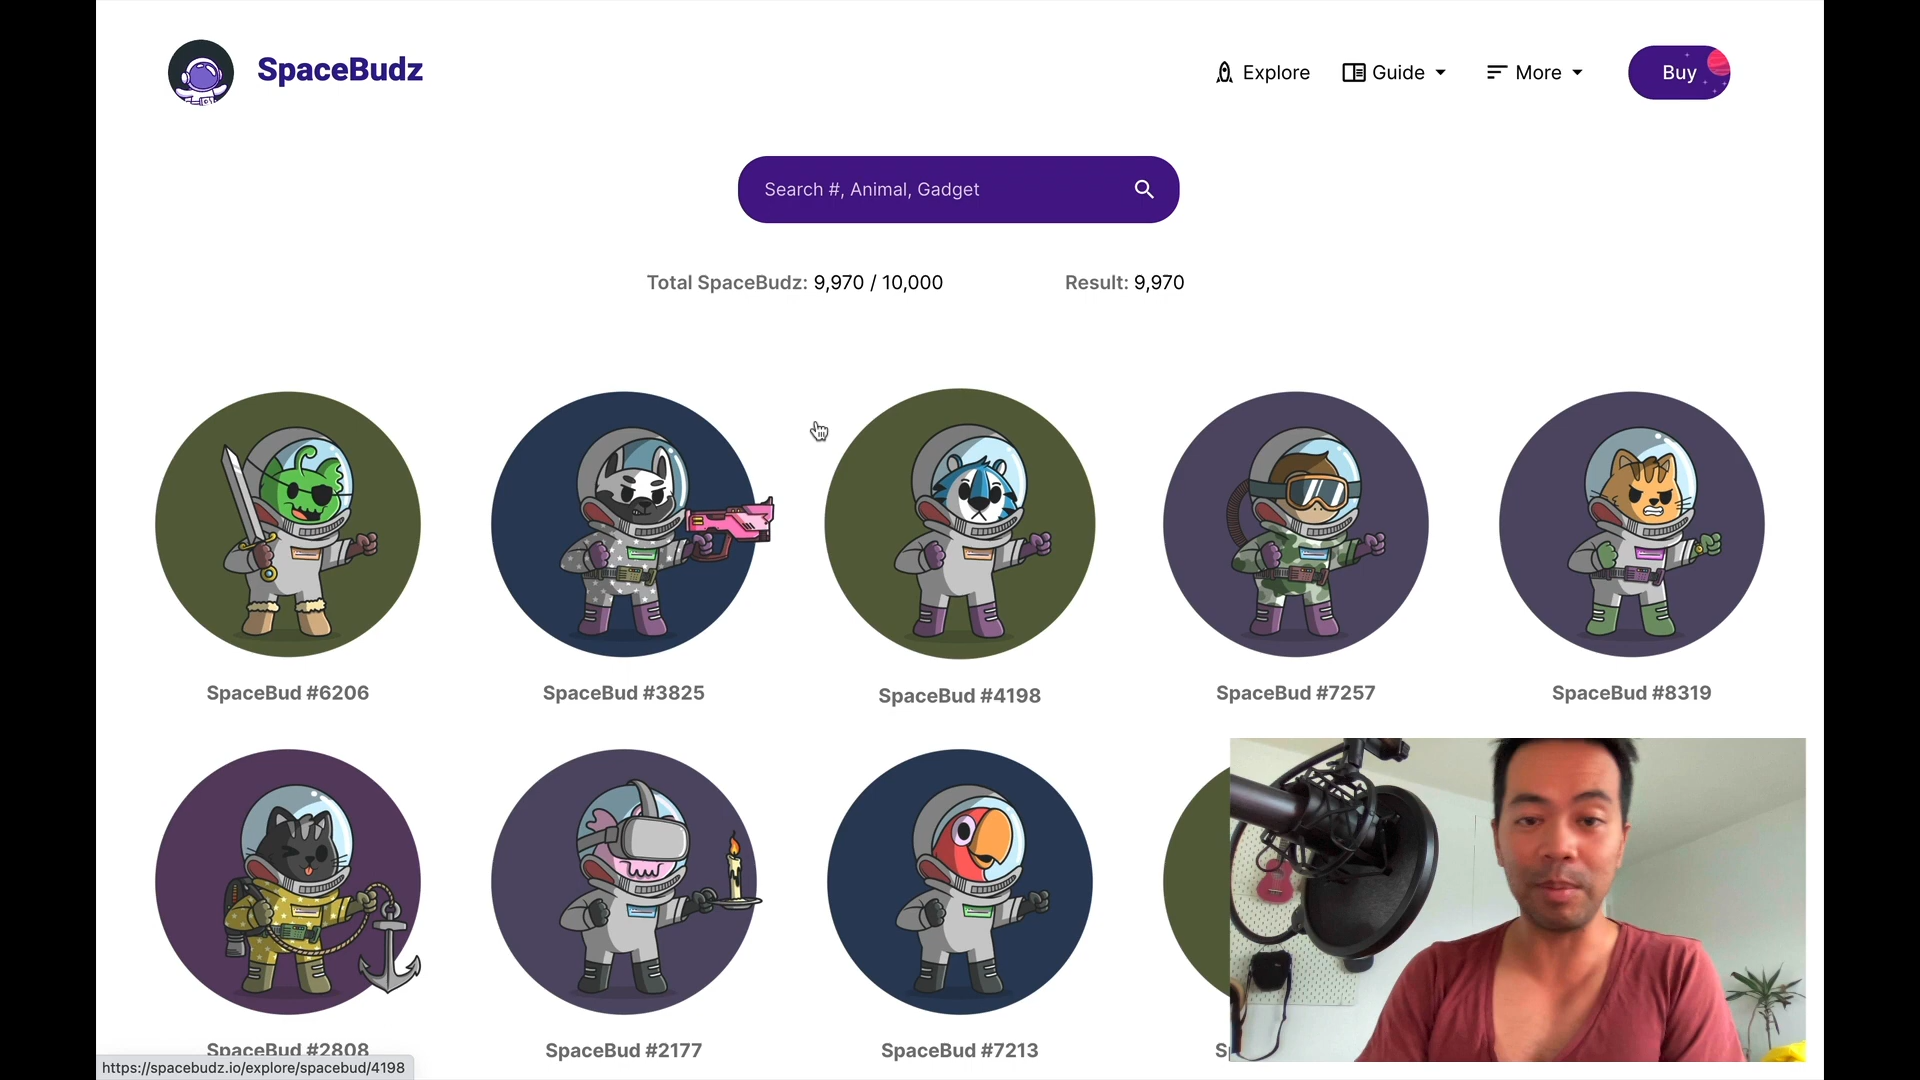 SpaceBudz
Explore
Guide
More
Buy
Search #, Animal, Gadget
Total SpaceBudz: 9,970 / 10,000
Result: 9,970
SpaceBud #6206
SpaceBud #3825
SpaceBud #4198
SpaceBud #7257
SpaceBud #8319
SpaceBud #2808
SpaceBud #2177
SpaceBud #7213
https://spacebudz.io/explore/spacebud/4198